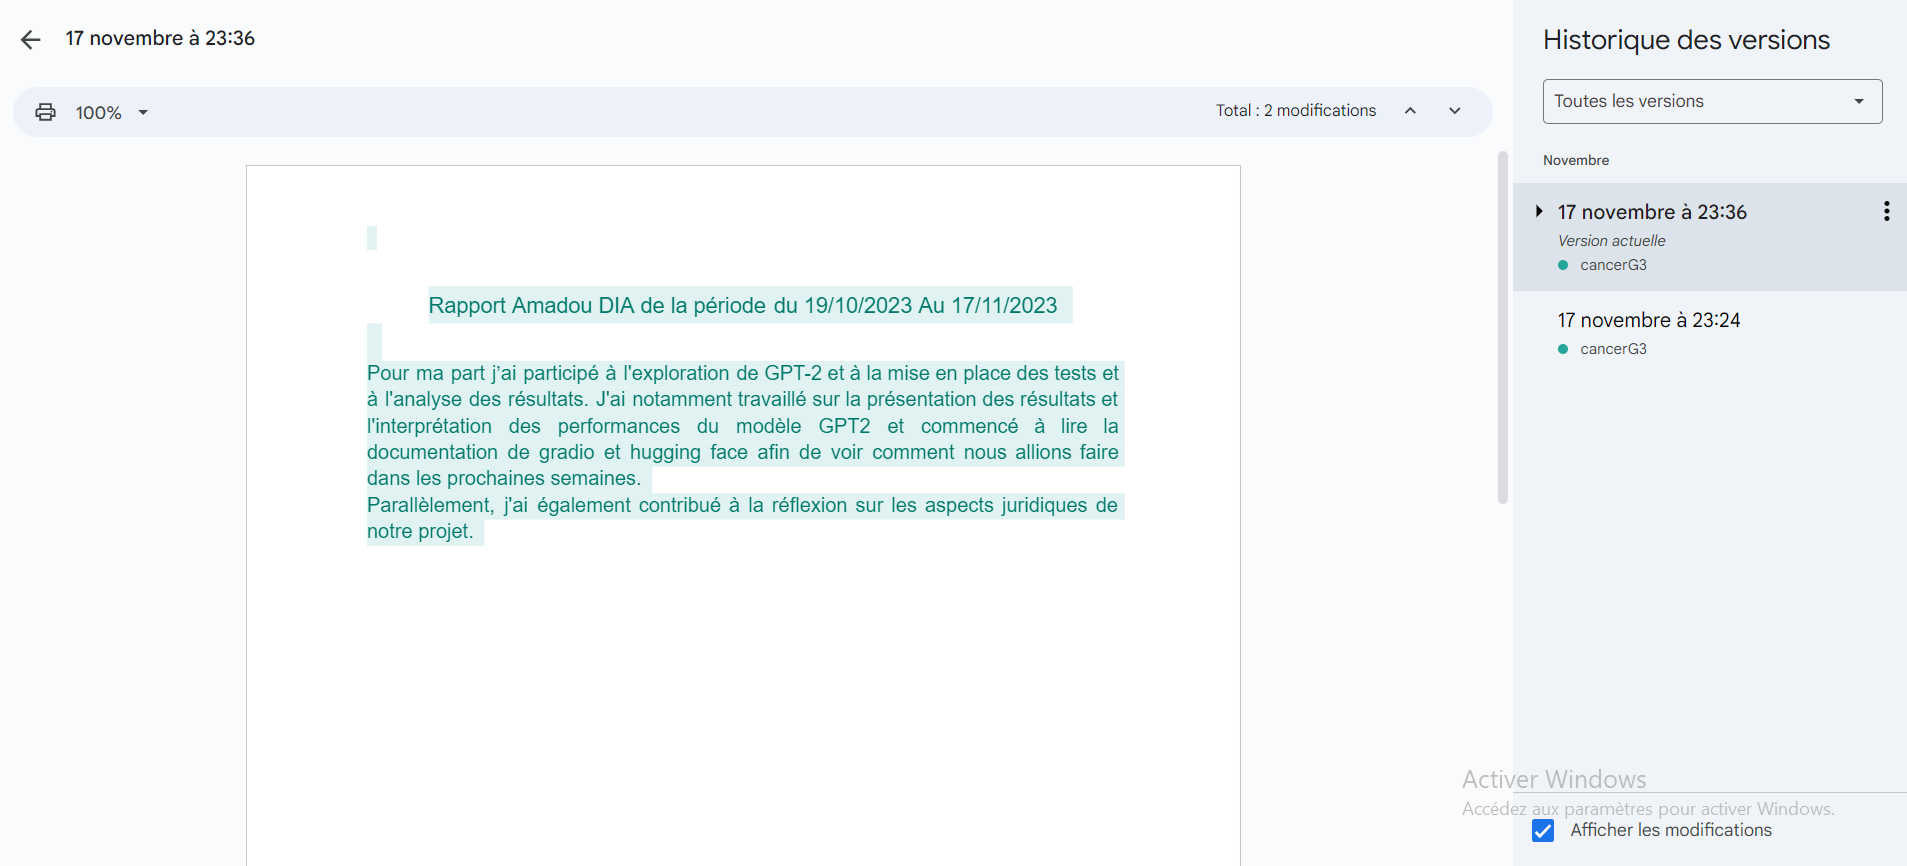 17 novembre à 23:36
100%
Total : 2 modifications
Rapport Amadou DIA de la période du 19/10/2023 Au 17/11/2023
Pour ma part j’ai participé à l'exploration de GPT-2 et à la mise en place des tests et
à l'analyse des résultats. J'ai notamment travaillé sur la présentation des résultats et
l'interprétation des performances du modèle GPT2 et commencé à lire la
documentation de gradio et hugging face afin de voir comment nous allions faire
dans les prochaines semaines.
Parallèlement, j'ai également contribué à la réflexion sur les aspects juridiques de
notre projet.
Historique des versions
Toutes les versions
Novembre
17 novembre à 23:36
Version actuelle
cancerG3
17 novembre à 23:24
cancerG3
Activer Windows
Accédez aux paramètres pour activer Windows.
Afficher les modifications